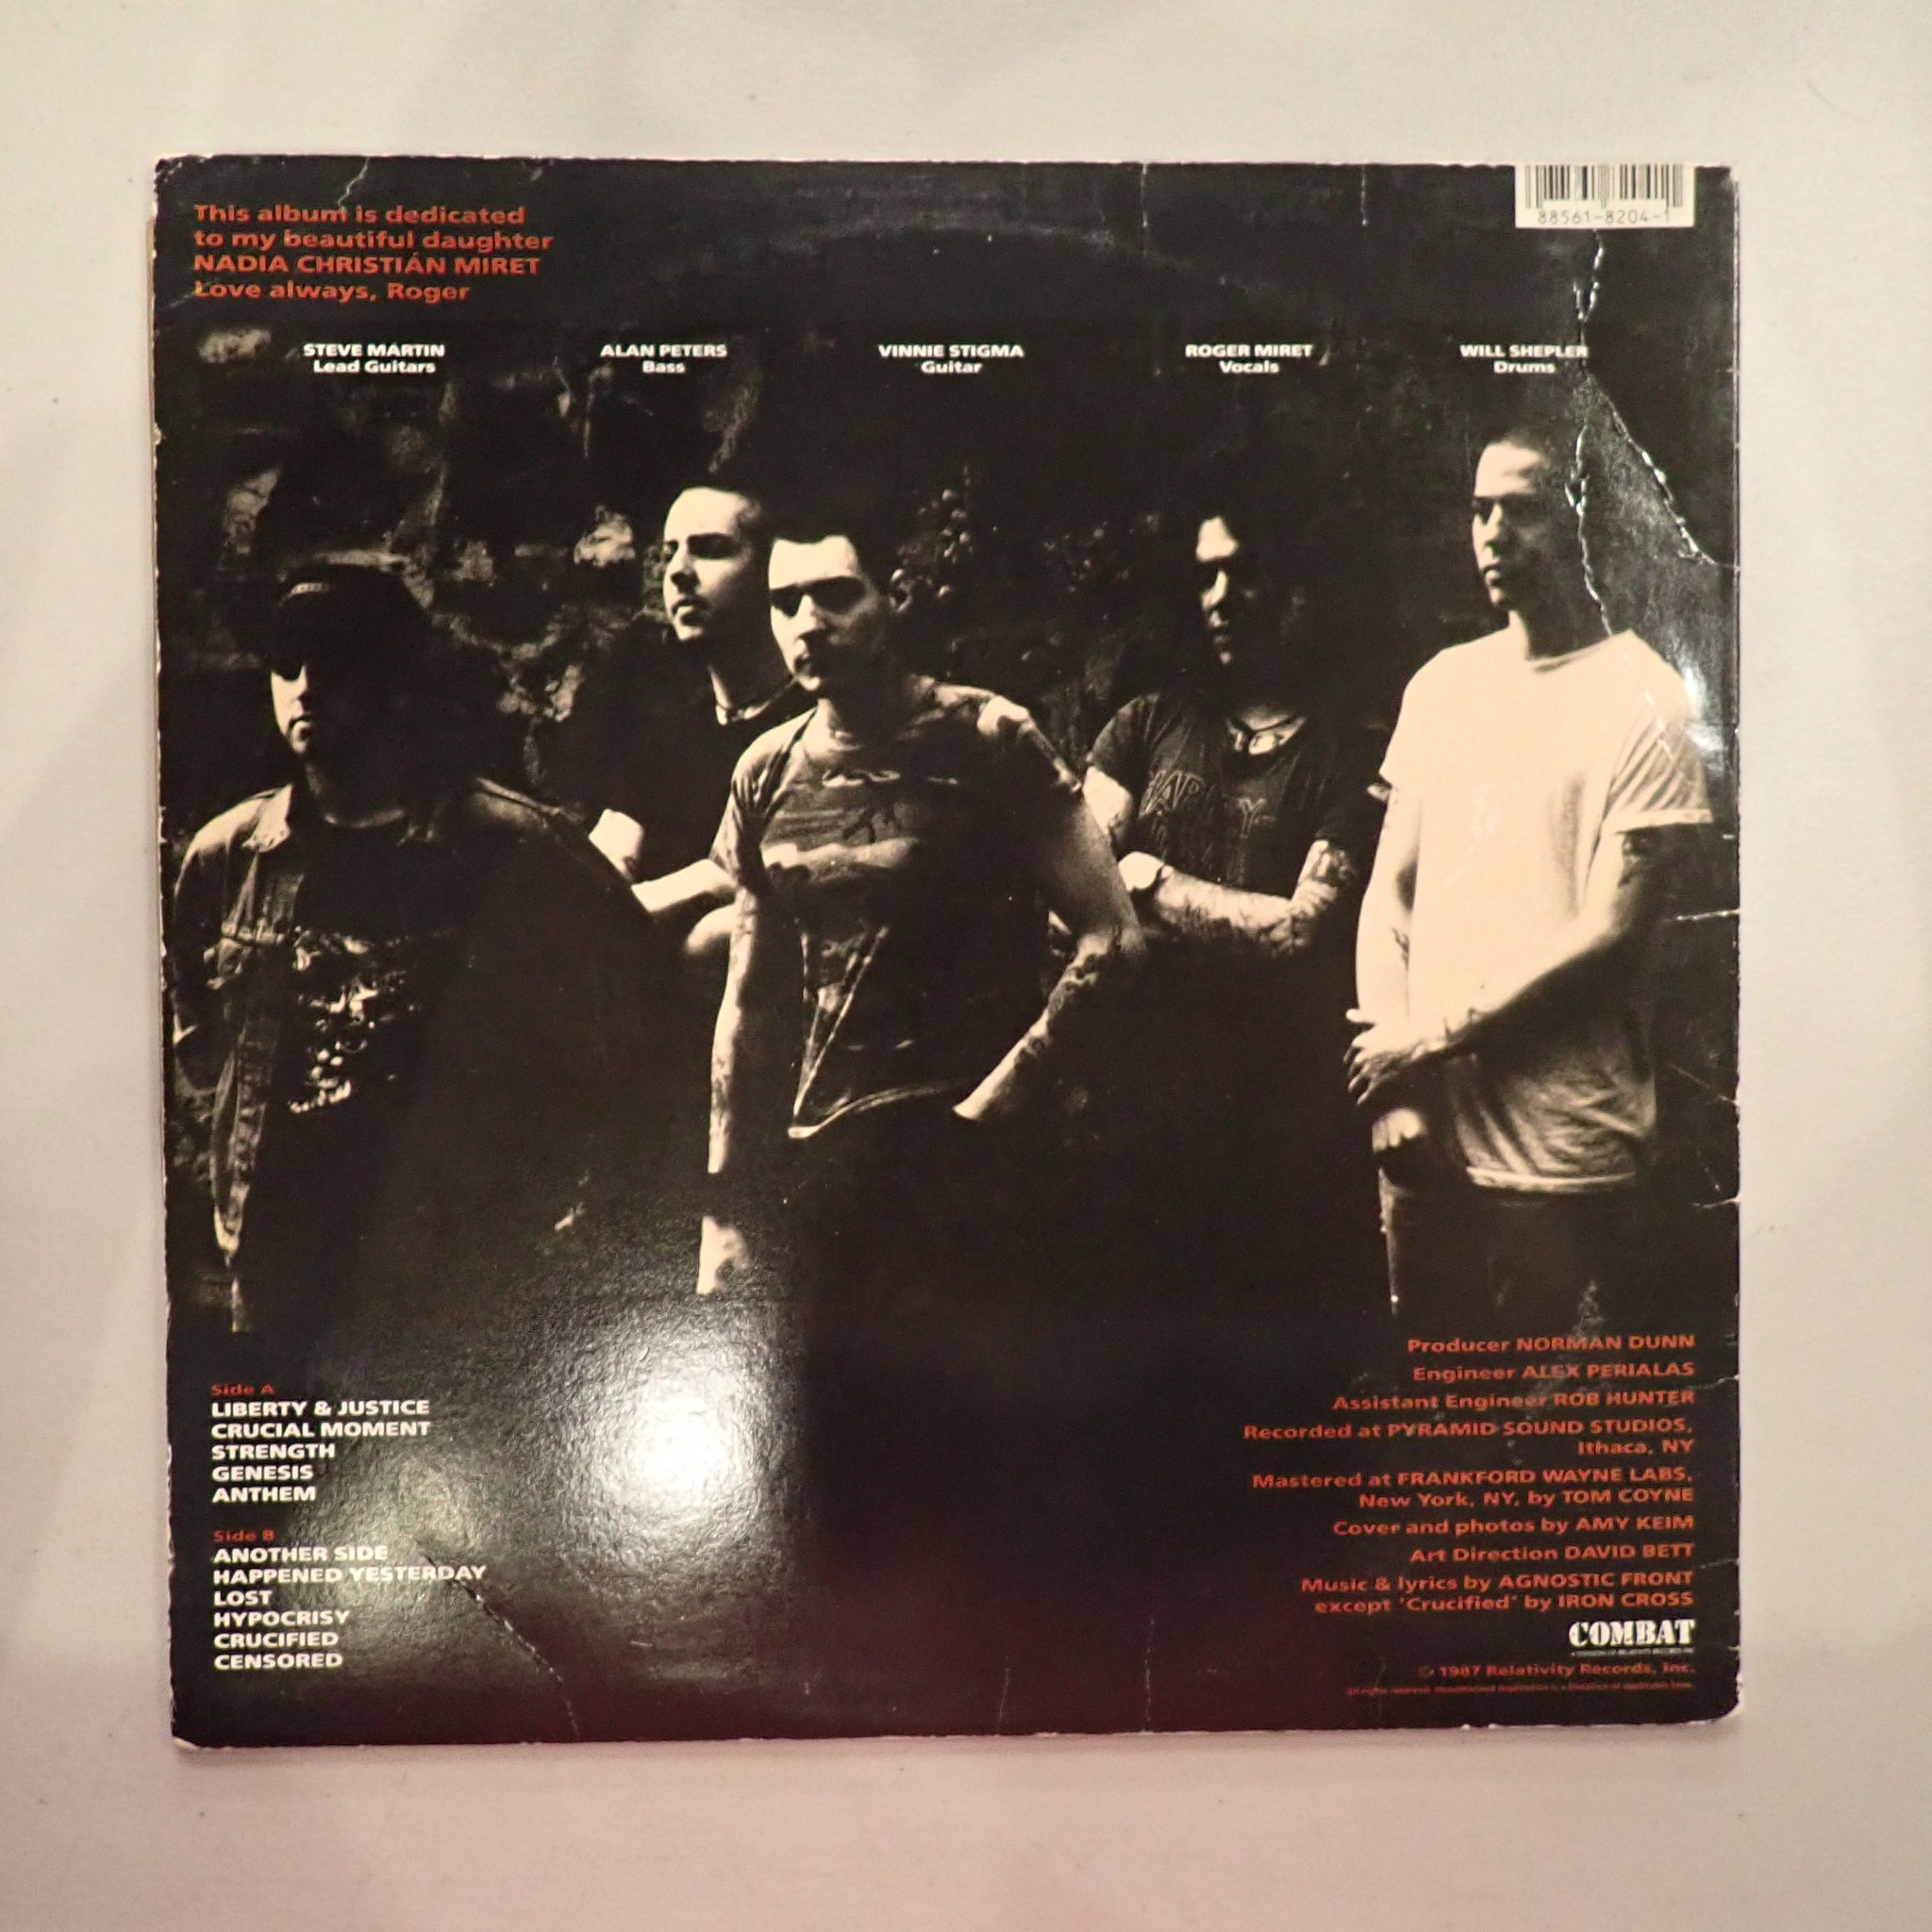 This album is dedicated
to my beautiful daughter
NADIA CHRISTIÁN MIRET
Love always, Roger
88561-8204-1
STEVE MARTIN
Lead Guitars
ALAN PETERS
Bass
VINNIE STIGMA
Guitar
ROGER MIRET
Vocals
WILL SHEPLER
Drums
Side A
LIBERTY & JUSTICE
CRUCIAL MOMENT
STRENGTH
GENESIS
ANTHEM
Side B
ANOTHER SIDE
HAPPENED YESTERDAY
LOST
HYPOCRISY
CRUCIFIED
CENSORED
Producer NORMAN DUNN
Engineer ALEX PERIALAS
Assistant Engineer ROB HUNTER
Recorded at PYRAMID SOUND STUDIOS,
Ithaca, NY
Mastered at FRANKFORD WAYNE LABS,
New York, NY, by TOM COYNE
Cover and photos by AMY KEIM
Art Direction DAVID BETT
Music & lyrics by AGNOSTIC FRONT
except 'Crucified' by IRON CROSS
COMBAT
© 1987 Relativity Records, Inc.